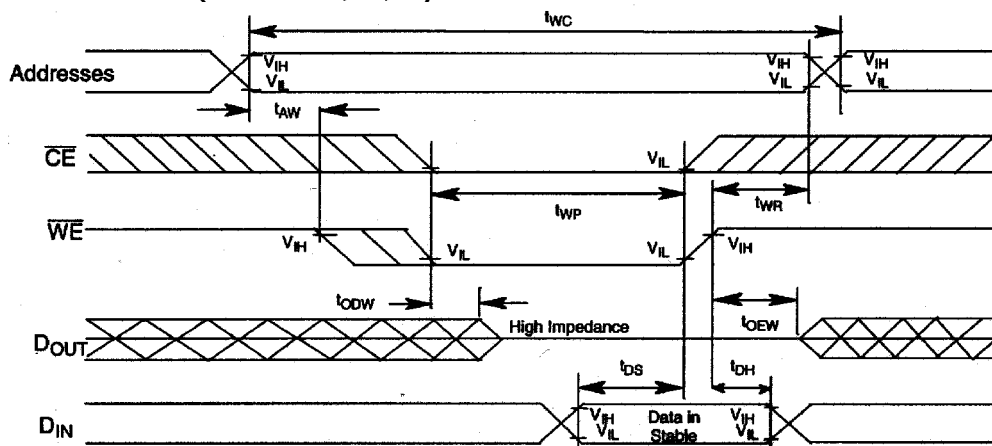 tWC
Addresses
VIH
VIH
VIH
VIL
VIL
VIL
tAW
CE
VIL
tWP
tWR
WE
VIH
VIL
VIL
VIH
tODW
High Impedance
tOEW
DOUT
tDS
tDH
DIN
VIH
Data in
VIH
VIL
Stable
VIL